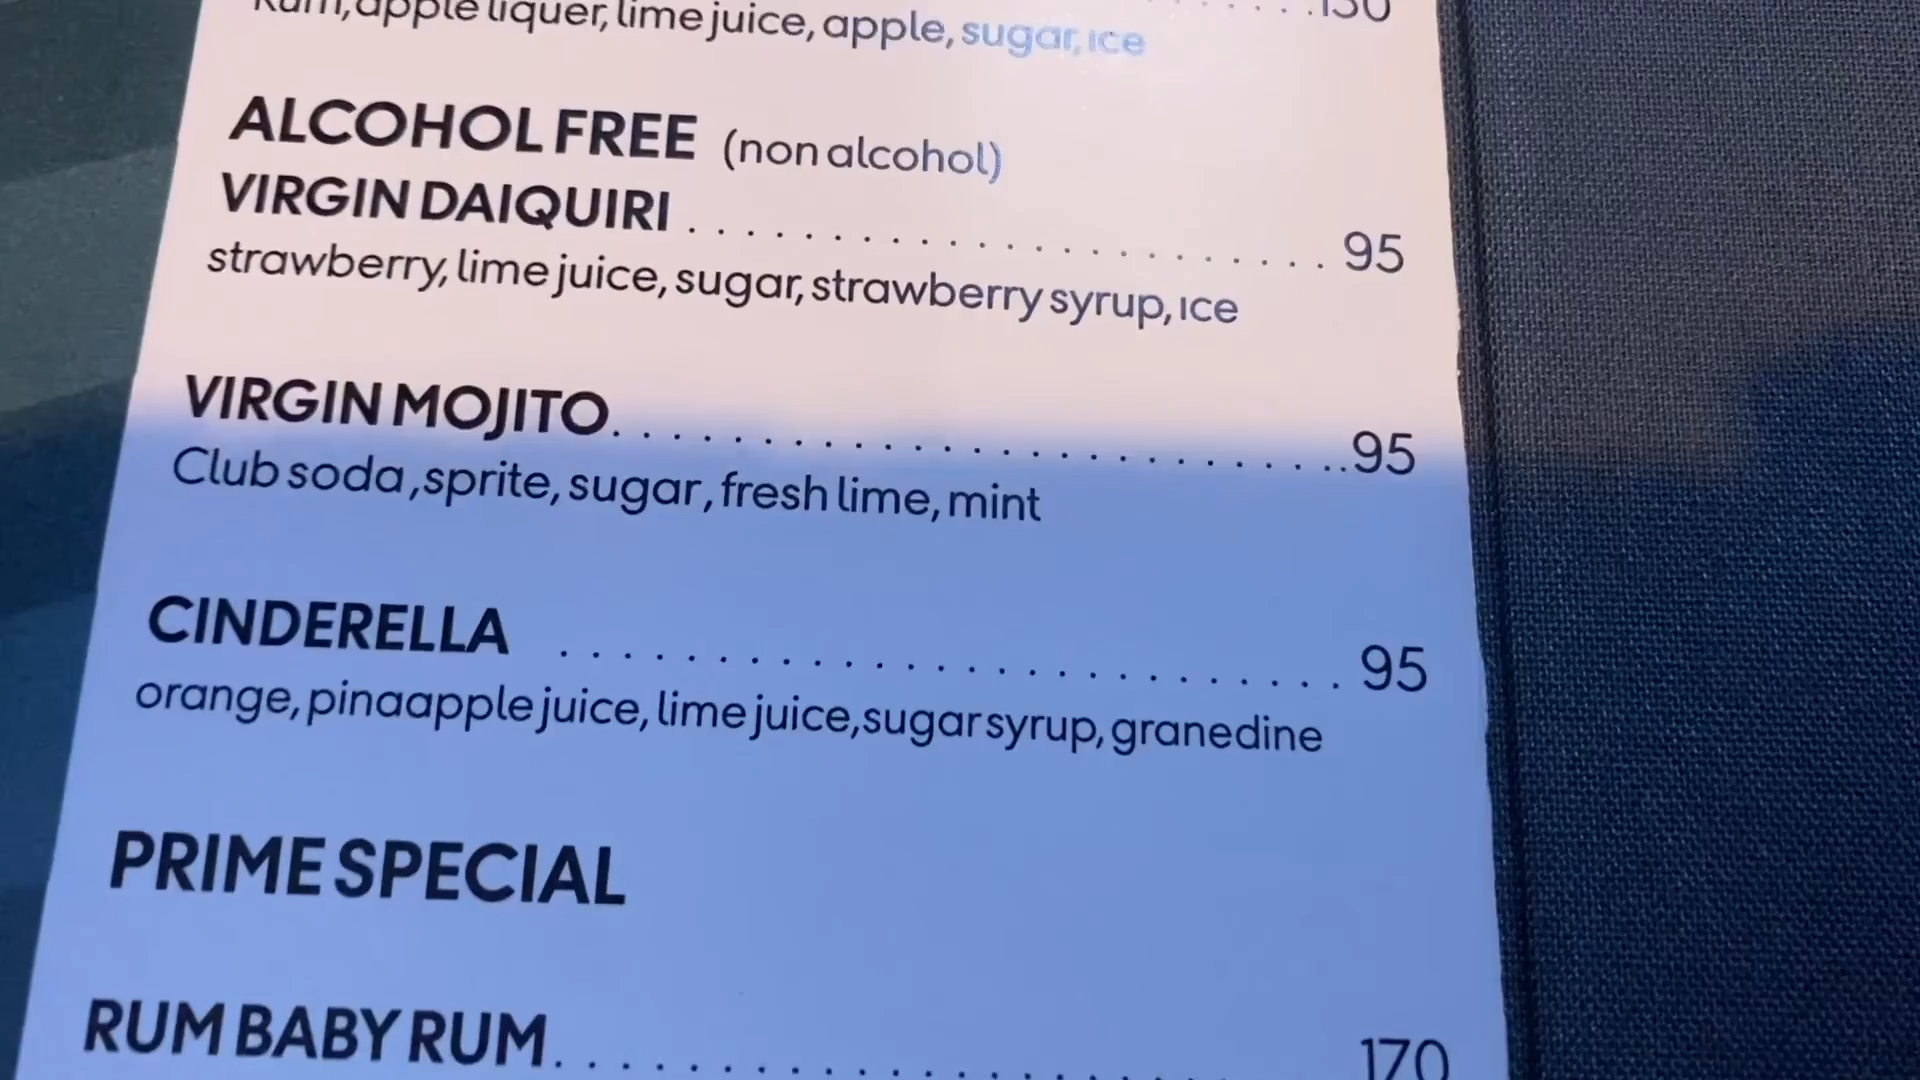 Rum, apple liquer, lime juice, apple, sugar, ice
ALCOHOL FREE (non alcohol)
VIRGIN DAIQUIRI . . . . . . . . . . . . . . . . . . . . . . 95
strawberry, lime juice, sugar, strawberry syrup, ice
VIRGIN MOJITO. . . . . . . . . . . . . . . . . . . . . . . . ..95
Club soda ,sprite, sugar, fresh lime, mint
CINDERELLA . . . . . . . . . . . . . . . . . . . . . . . . . 95
orange, pinaapple juice, lime juice,sugar syrup, granedine
PRIME SPECIAL
RUM BABY RUM. . . . . . . . . . . . . . . . . . . . . 170